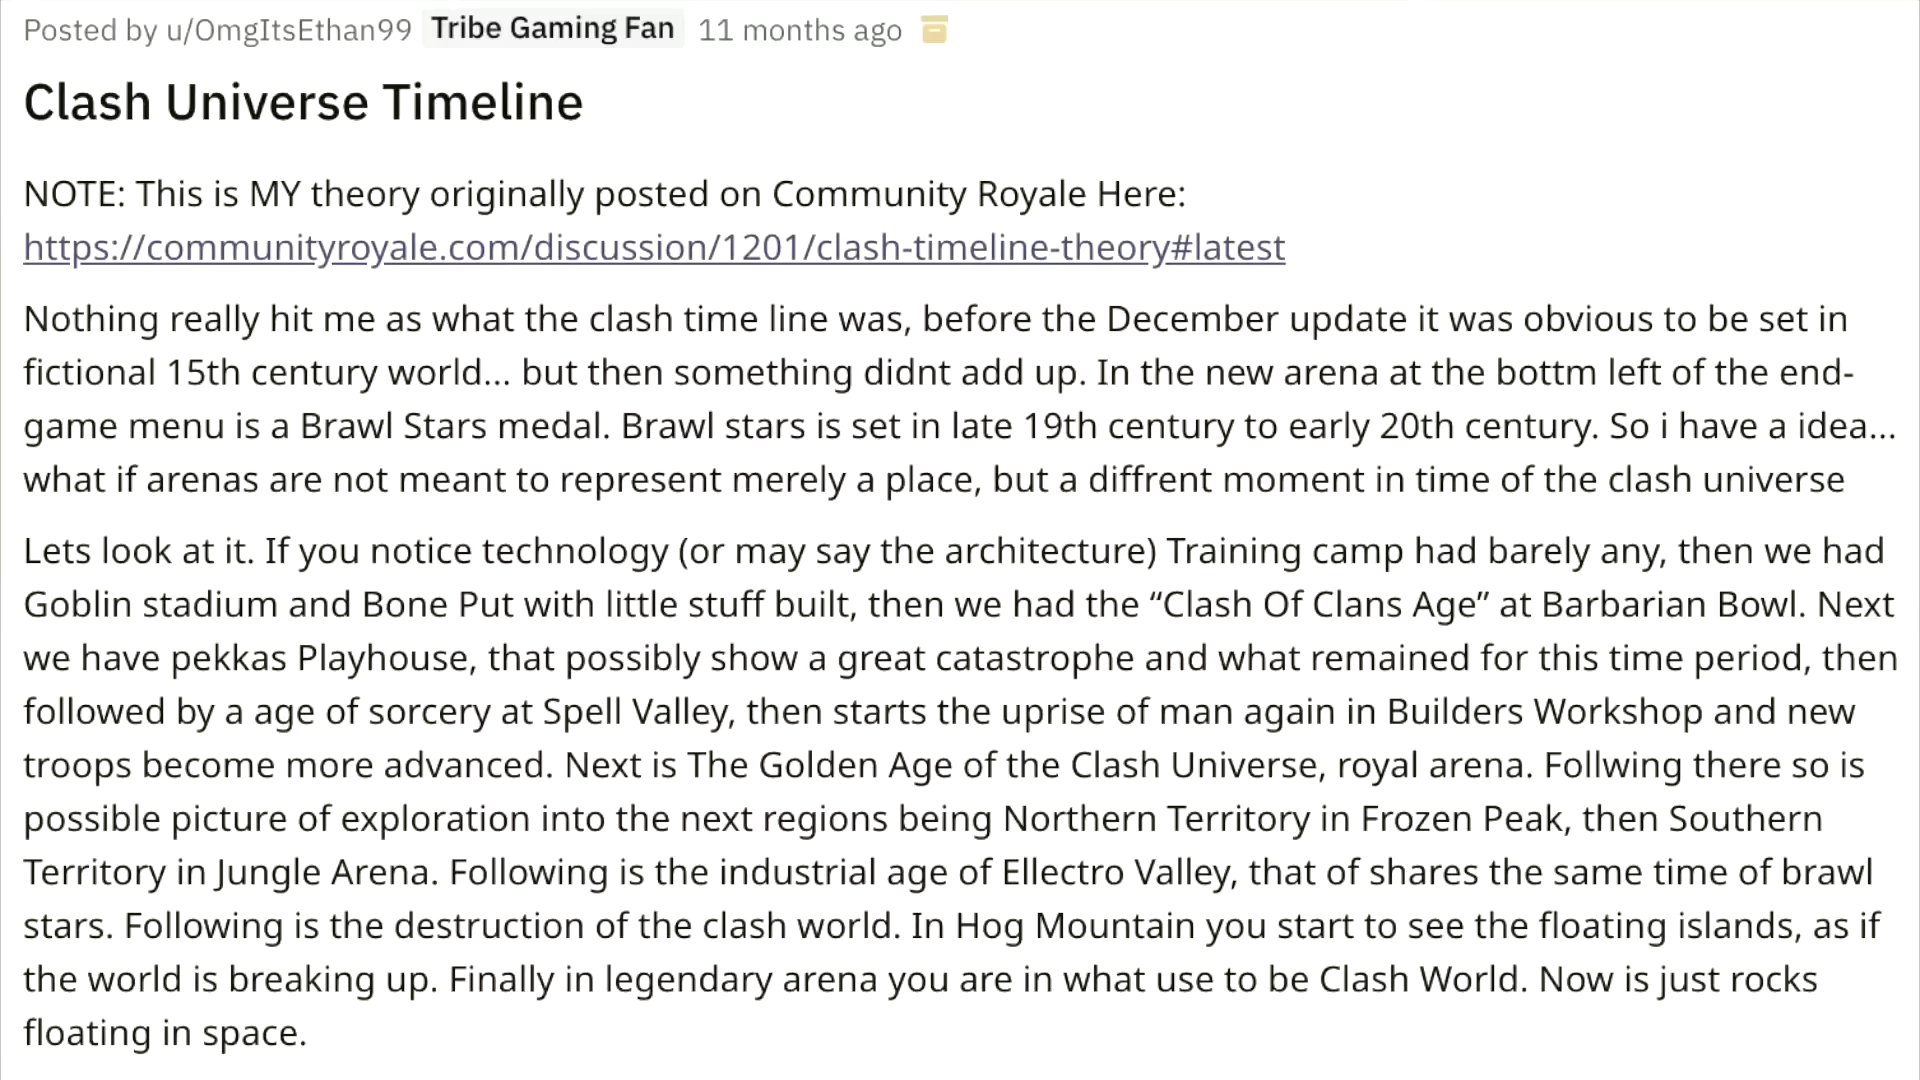 Posted by u/OmgItsEthan99 Tribe Gaming Fan 11 months ago
Clash Universe Timeline
NOTE: This is MY theory originally posted on Community Royale Here:
https://communityroyale.com/discussion/1201/clash-timeline-theory#latest
Nothing really hit me as what the clash time line was, before the December update it was obvious to be set in
fictional 15th century world... but then something didnt add up. In the new arena at the bottm left of the end-
game menu is a Brawl Stars medal. Brawl stars is set in late 19th century to early 20th century. So i have a idea...
what if arenas are not meant to represent merely a place, but a diffrent moment in time of the clash universe
Lets look at it. If you notice technology (or may say the architecture) Training camp had barely any, then we had
Goblin stadium and Bone Put with little stuff built, then we had the “Clash Of Clans Age” at Barbarian Bowl. Next
we have pekkas Playhouse, that possibly show a great catastrophe and what remained for this time period, then
followed by a age of sorcery at Spell Valley, then starts the uprise of man again in Builders Workshop and new
troops become more advanced. Next is The Golden Age of the Clash Universe, royal arena. Follwing there so is
possible picture of exploration into the next regions being Northern Territory in Frozen Peak, then Southern
Territory in Jungle Arena. Following is the industrial age of Ellectro Valley, that of shares the same time of brawl
stars. Following is the destruction of the clash world. In Hog Mountain you start to see the floating islands, as if
the world is breaking up. Finally in legendary arena you are in what use to be Clash World. Now is just rocks
floating in space.